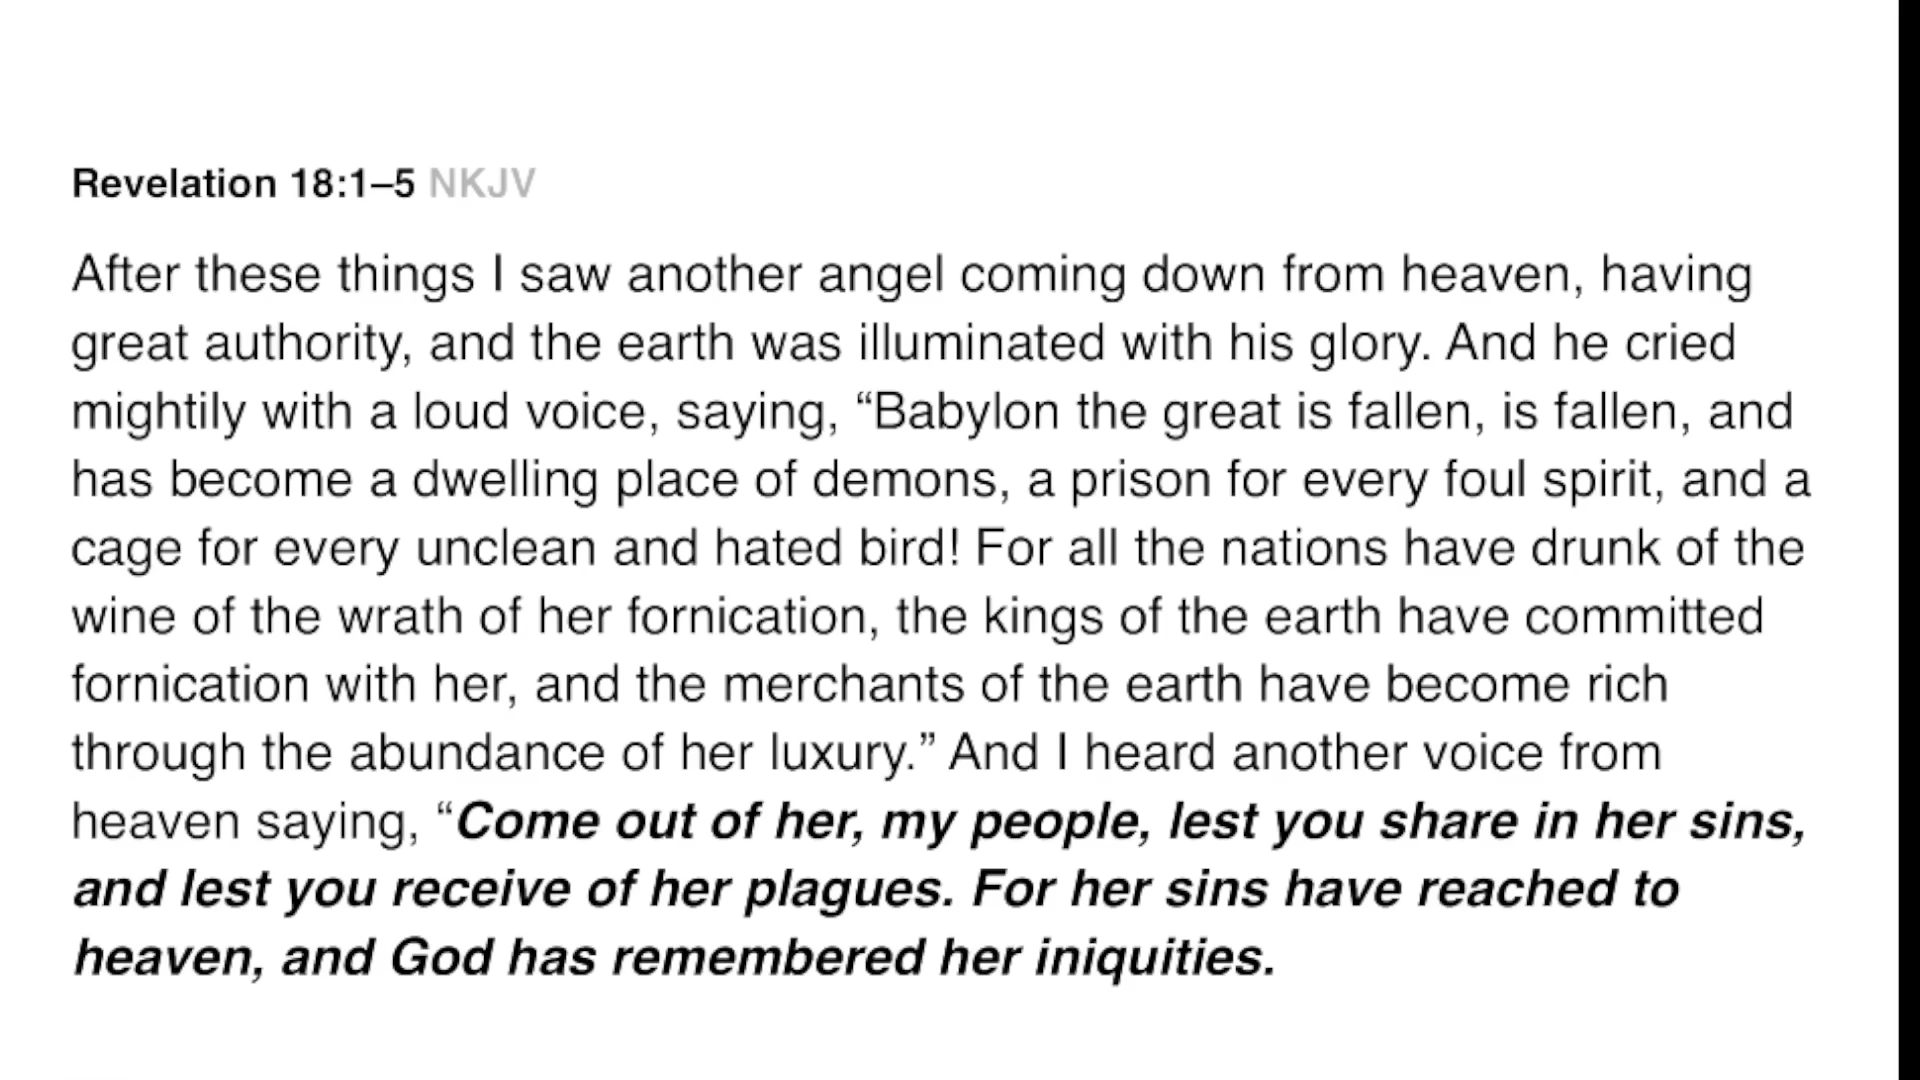 Revelation 18:1–5 NKJV
After these things I saw another angel coming down from heaven, having
great authority, and the earth was illuminated with his glory. And he cried
mightily with a loud voice, saying, “Babylon the great is fallen, is fallen, and
has become a dwelling place of demons, a prison for every foul spirit, and a
cage for every unclean and hated bird! For all the nations have drunk of the
wine of the wrath of her fornication, the kings of the earth have committed
fornication with her, and the merchants of the earth have become rich
through the abundance of her luxury.” And I heard another voice from
heaven saying, “Come out of her, my people, lest you share in her sins,
and lest you receive of her plagues. For her sins have reached to
heaven, and God has remembered her iniquities.